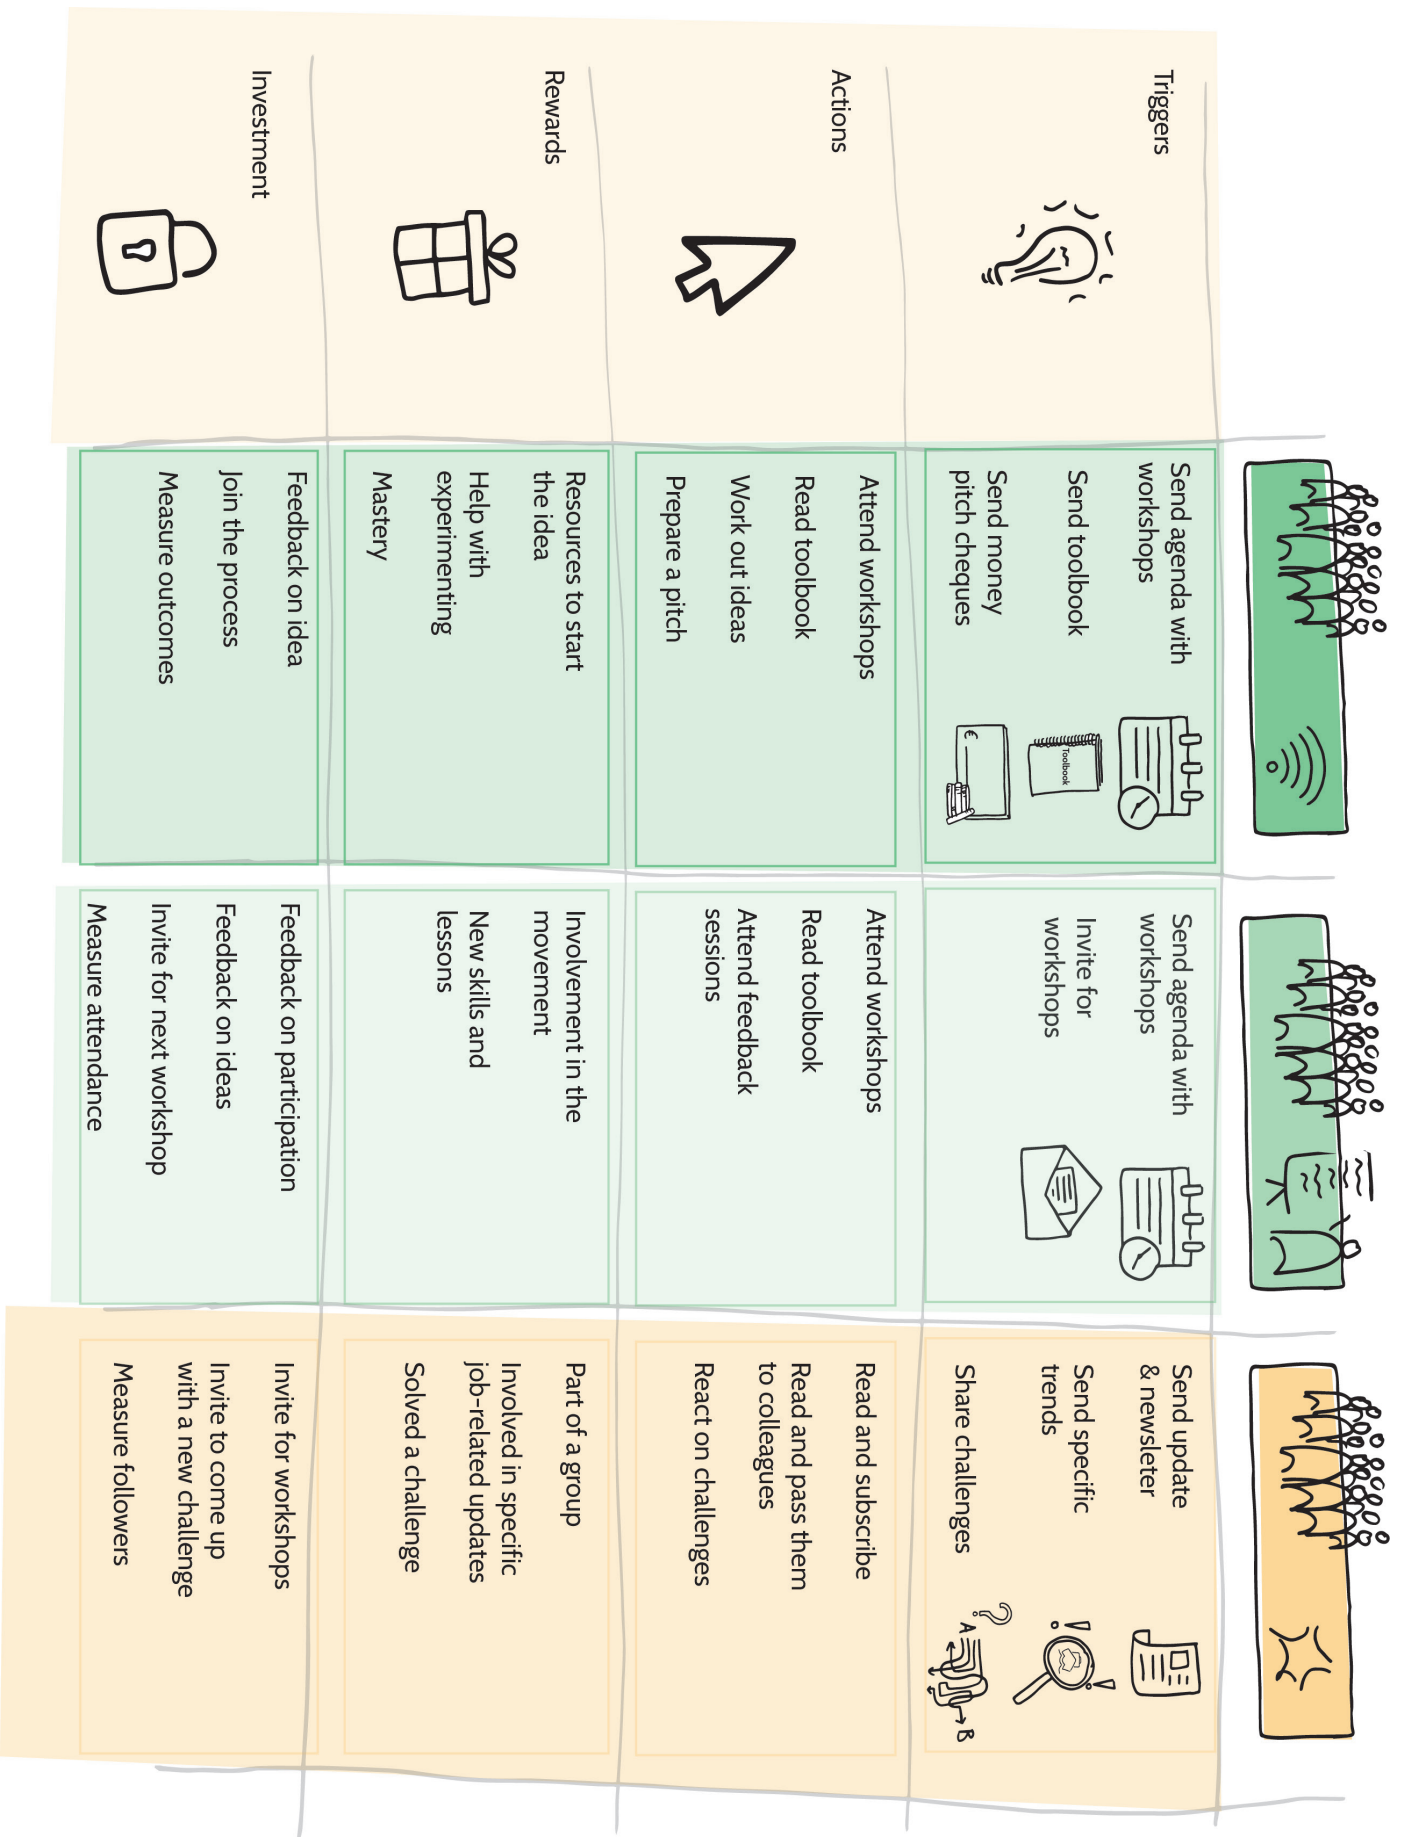 Triggers
Send agenda with
workshops
Send toolbook
Send money
pitch cheques
Toolbook
€
Send agenda with
workshops
Invite for
workshops
Send update
& newsleter
Send specific
trends
Share challenges
!
!
?
A
B
Actions
Attend workshops
Read toolbook
Work out ideas
Prepare a pitch
Attend workshops
Read toolbook
Attend feedback
sessions
Read and subscribe
Read and pass them
to colleagues
React on challenges
Rewards
Resources to start
the idea
Help with
experimenting
Mastery
Involvement in the
movement
New skills and
lessons
Part of a group
Involved in specific
job-related updates
Solved a challenge
Investment
Feedback on idea
Join the process
Measure outcomes
Feedback on participation
Feedback on ideas
Invite for next workshop
Measure attendance
Invite for workshops
Invite to come up
with a new challenge
Measure followers